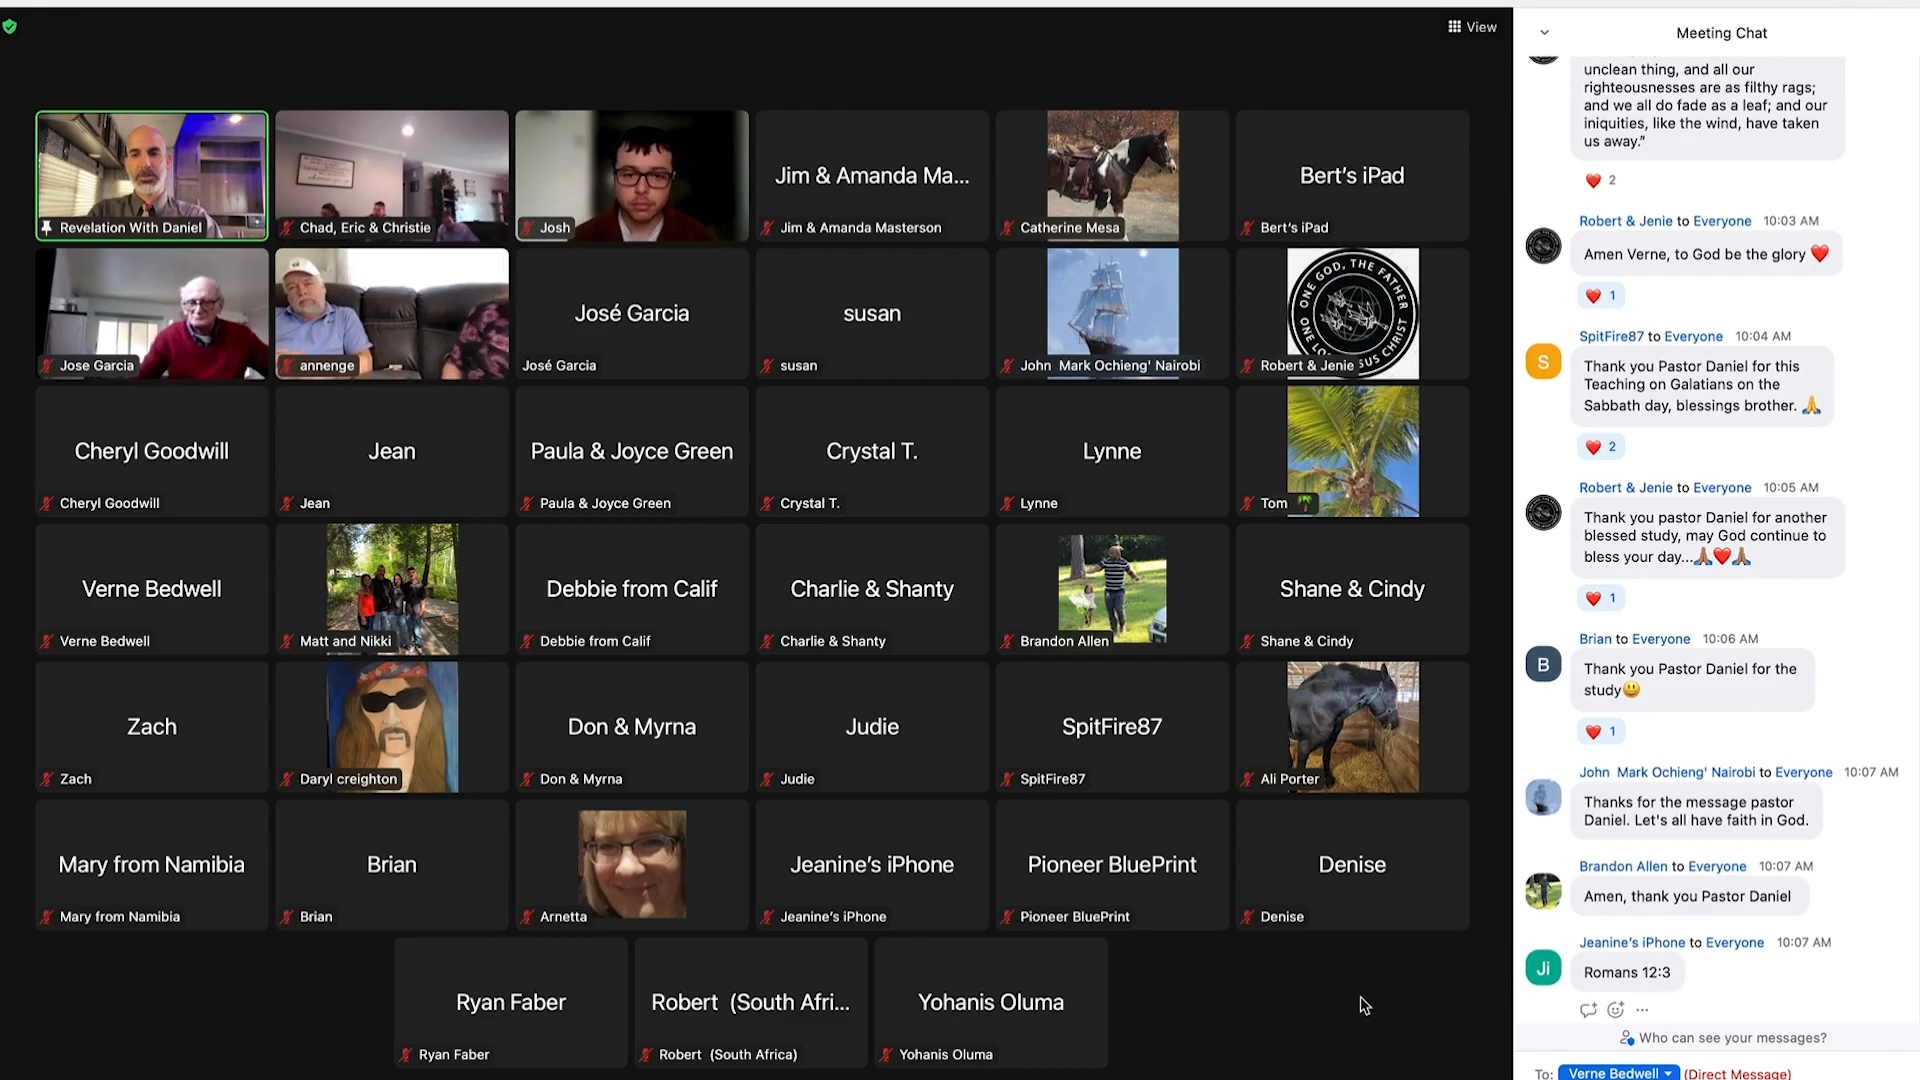 View
Revelation With Daniel
Chad, Eric & Christie
Josh
Jim & Amanda Ma...
Jim & Amanda Masterson
Catherine Mesa
Bert's iPad
Bert's iPad
Jose Garcia
annenge
José Garcia
José Garcia
susan
susan
John Mark Ochieng' Nairobi
ONE GOD, THE FATHER
ONE LO
SUS CHRIST
Robert & Jenie
Cheryl Goodwill
Cheryl Goodwill
Jean
Jean
Paula & Joyce Green
Paula & Joyce Green
Crystal T.
Crystal T.
Lynne
Lynne
Tom 🌴
Verne Bedwell
Verne Bedwell
Matt and Nikki
Debbie from Calif
Debbie from Calif
Charlie & Shanty
Charlie & Shanty
Brandon Allen
Shane & Cindy
Shane & Cindy
Zach
Zach
Daryl creighton
Don & Myrna
Don & Myrna
Judie
Judie
SpitFire87
SpitFire87
Ali Porter
Mary from Namibia
Mary from Namibia
Brian
Brian
Arnetta
Jeanine's iPhone
Jeanine's iPhone
Pioneer BluePrint
Pioneer BluePrint
Denise
Denise
Ryan Faber
Ryan Faber
Robert (South Afri...
Robert (South Africa)
Yohanis Oluma
Yohanis Oluma
Meeting Chat
unclean thing, and all our
righteousnesses are as filthy rags;
and we all do fade as a leaf; and our
iniquities, like the wind, have taken
us away.”
❤️ 2
Robert & Jenie to Everyone 10:03 AM
Amen Verne, to God be the glory ❤️
❤️ 1
SpitFire87 to Everyone 10:04 AM
S
Thank you Pastor Daniel for this
Teaching on Galatians on the
Sabbath day, blessings brother. 🙏
❤️ 2
Robert & Jenie to Everyone 10:05 AM
Thank you pastor Daniel for another
blessed study, may God continue to
bless your day...🙏🏽❤️🙏🏽
❤️ 1
Brian to Everyone 10:06 AM
B
Thank you Pastor Daniel for the
study😃
❤️ 1
John Mark Ochieng' Nairobi to Everyone 10:07 AM
Thanks for the message pastor
Daniel. Let's all have faith in God.
Brandon Allen to Everyone 10:07 AM
Amen, thank you Pastor Daniel
Jeanine's iPhone to Everyone 10:07 AM
Ji
Romans 12:3
Who can see your messages?
To: Verne Bedwell (Direct Message)